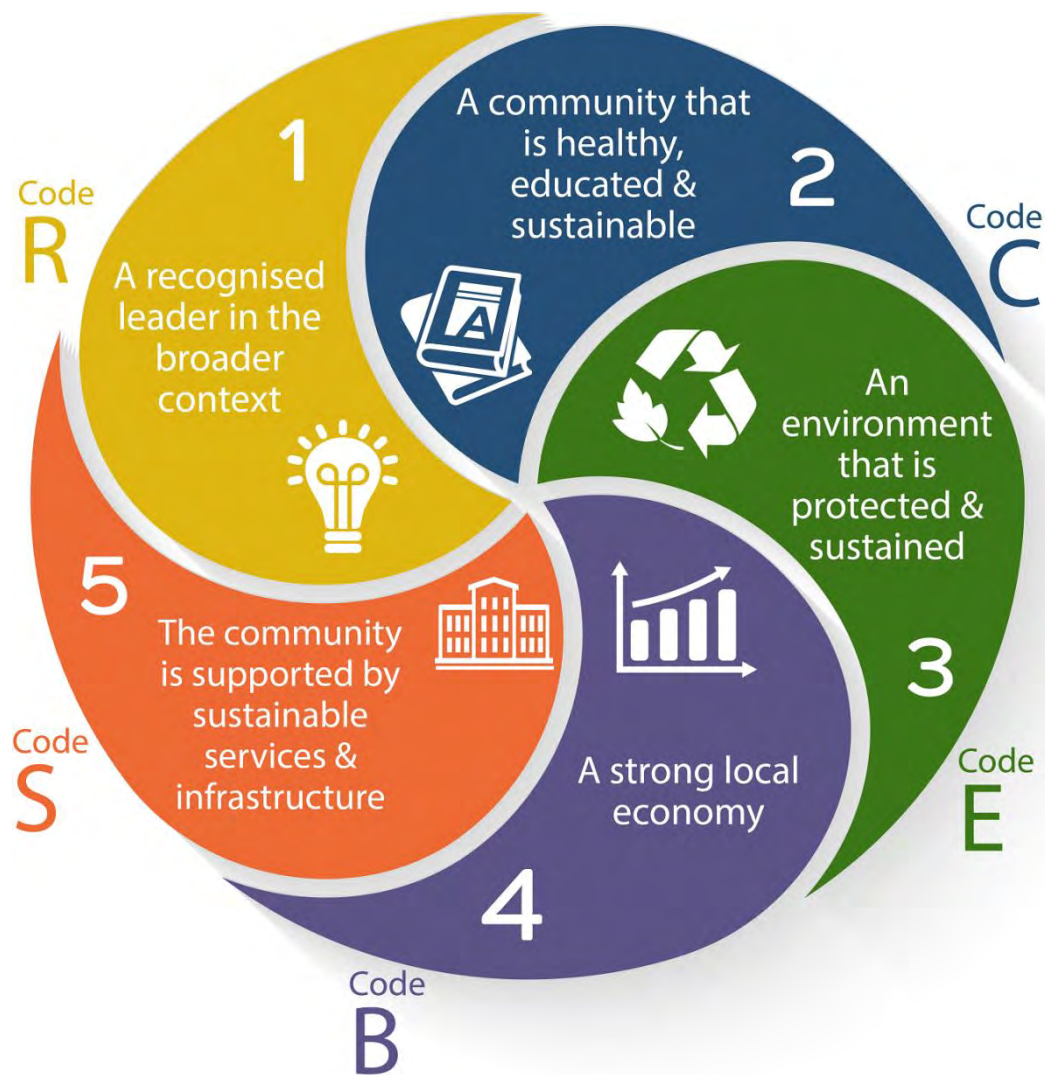 Code
R
1
A recognised
leader in the
broader
context
A community that
is healthy,
educated &
sustainable
2
Code
C
A
An
environment
that is
protected &
sustained
3
Code
E
A strong local
economy
4
Code
B
5
The community
is supported by
sustainable
services &
infrastructure
Code
S